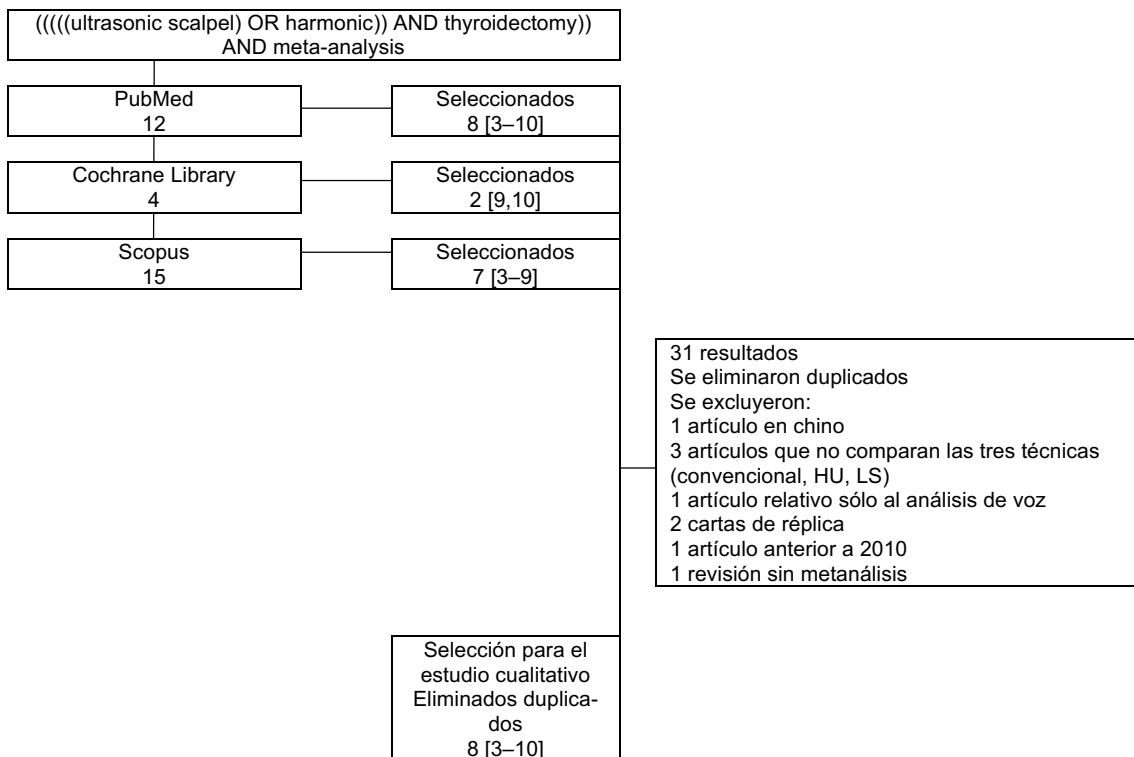 (((((ultrasonic scalpel) OR harmonic)) AND thyroidectomy))
AND meta-analysis
PubMed
12
Seleccionados
8 [3–10]
Cochrane Library
4
Seleccionados
2 [9,10]
Scopus
15
Seleccionados
7 [3–9]
31 resultados
Se eliminaron duplicados
Se excluyeron:
1 artículo en chino
3 artículos que no comparan las tres técnicas
(convencional, HU, LS)
1 artículo relativo sólo al análisis de voz
2 cartas de réplica
1 artículo anterior a 2010
1 revisión sin metanálisis
Selección para el
estudio cualitativo
Eliminados duplica-
dos
8 [3–10]